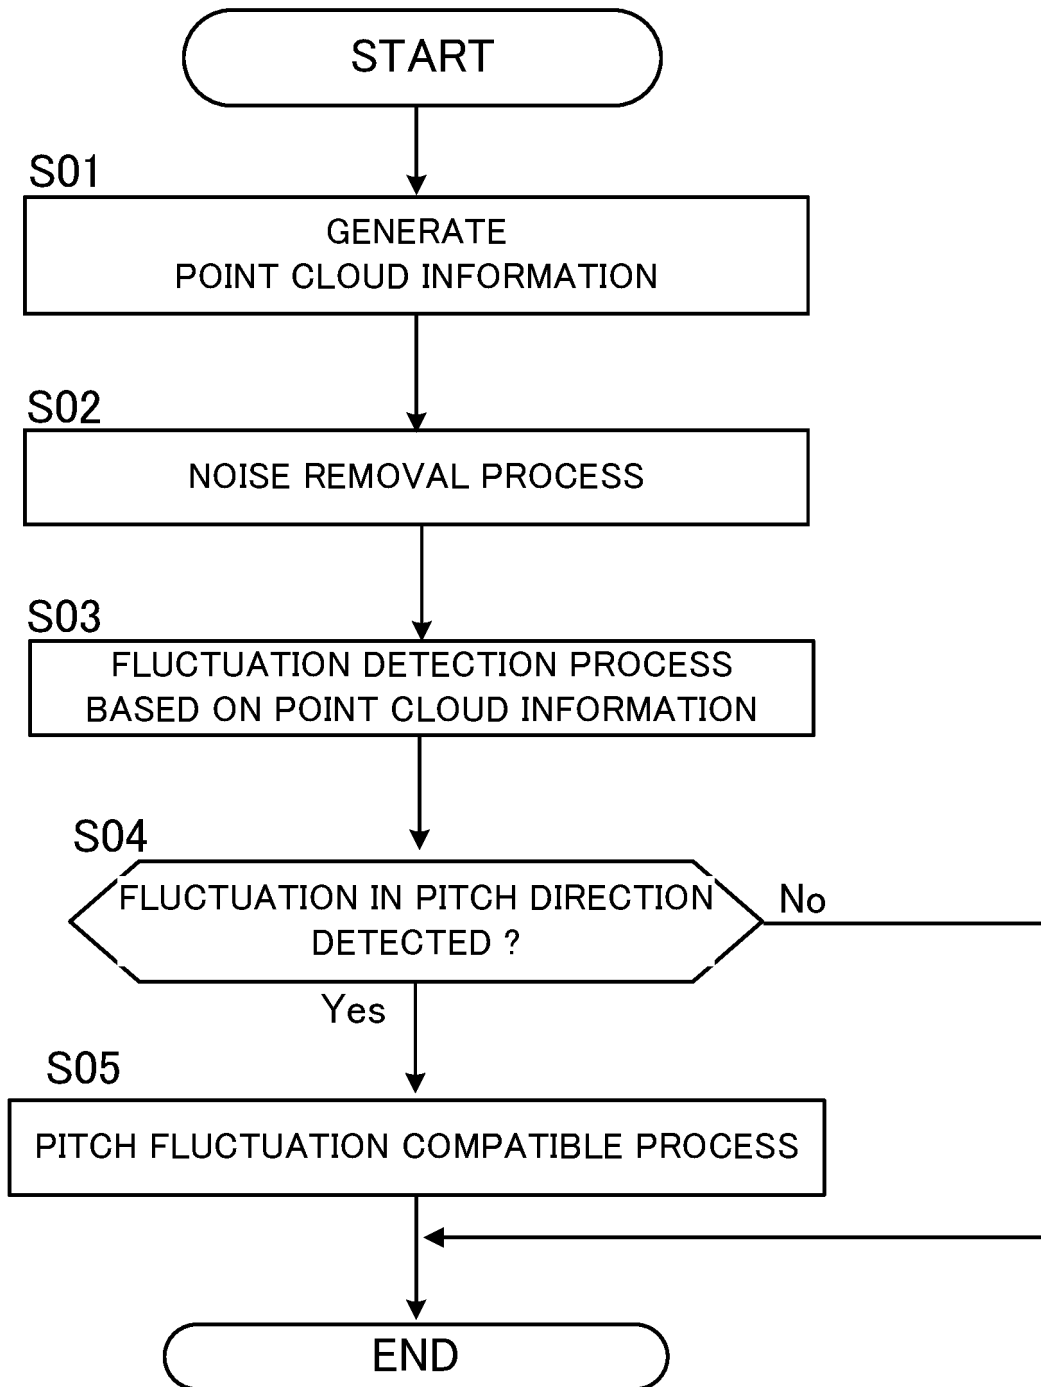 START
S01
GENERATE
POINT CLOUD INFORMATION
S02
NOISE REMOVAL PROCESS
S03
FLUCTUATION DETECTION PROCESS
BASED ON POINT CLOUD INFORMATION
S04
FLUCTUATION IN PITCH DIRECTION
DETECTED ?
No
Yes
S05
PITCH FLUCTUATION COMPATIBLE PROCESS
END